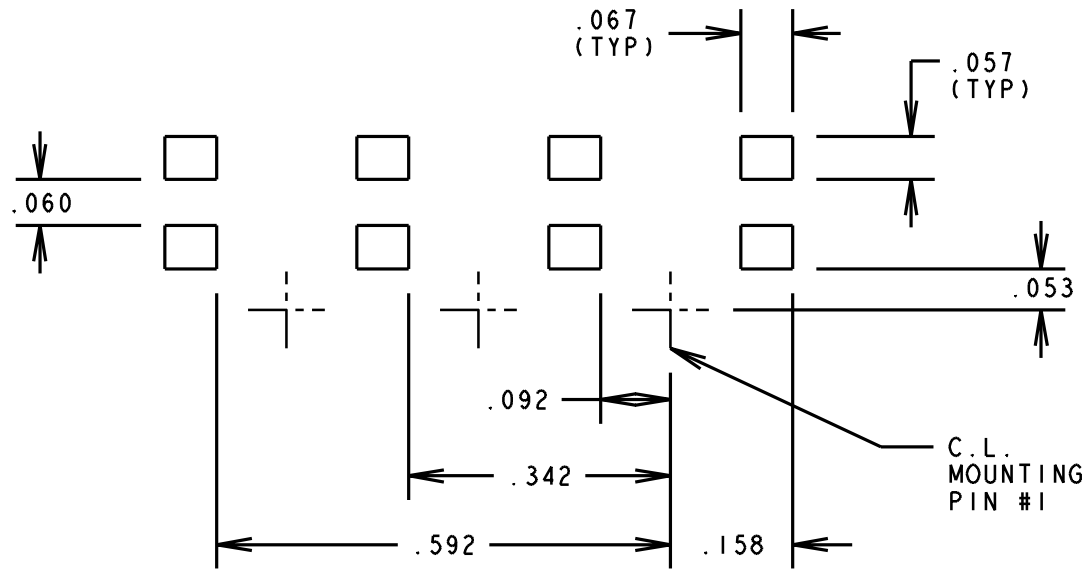 .067
(TYP)
.057
(TYP)
.060
.053
.092
.342
.592
.158
C.L.
MOUNTING
PIN #1